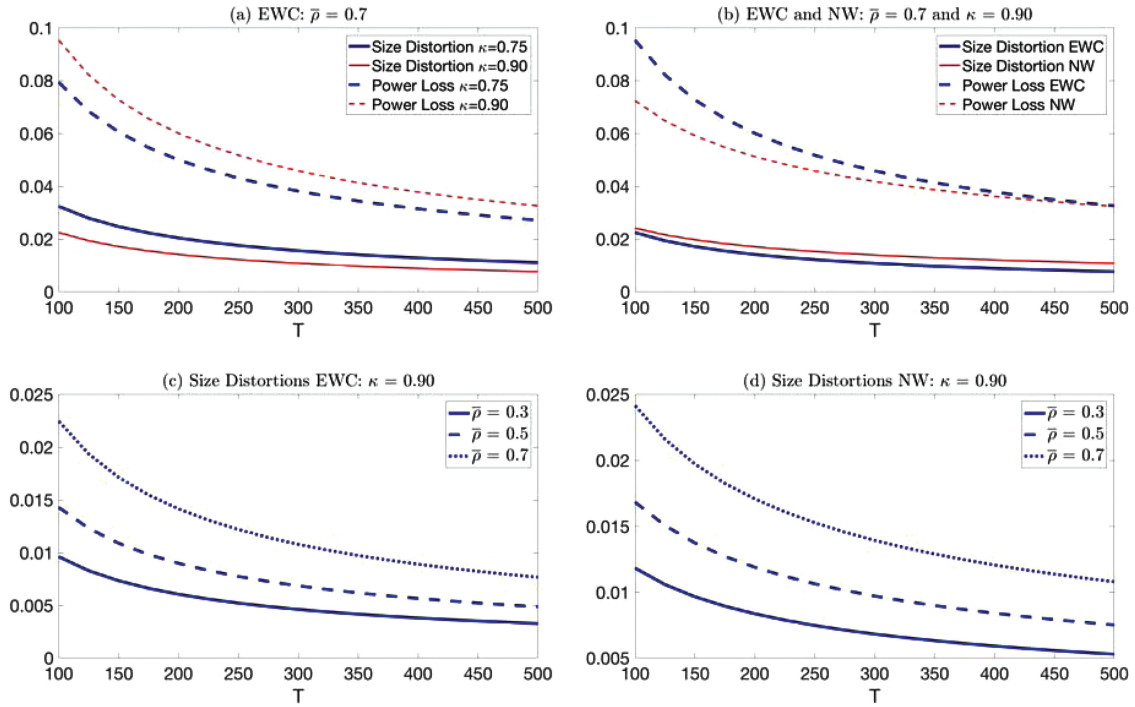 (a) EWC: ρ̅ = 0.7
0.1
0.08
0.06
0.04
0.02
0
100 150 200 250 300 350 400 450 500
T
Size Distortion κ=0.75
Size Distortion κ=0.90
Power Loss κ=0.75
Power Loss κ=0.90
(b) EWC and NW: ρ̅ = 0.7 and κ = 0.90
0.1
0.08
0.06
0.04
0.02
0
100 150 200 250 300 350 400 450 500
T
Size Distortion EWC
Size Distortion NW
Power Loss EWC
Power Loss NW
(c) Size Distortions EWC: κ = 0.90
0.025
0.02
0.015
0.01
0.005
0
100 150 200 250 300 350 400 450 500
T
ρ̅ = 0.3
ρ̅ = 0.5
ρ̅ = 0.7
(d) Size Distortions NW: κ = 0.90
0.025
0.02
0.015
0.01
0.005
100 150 200 250 300 350 400 450 500
T
ρ̅ = 0.3
ρ̅ = 0.5
ρ̅ = 0.7